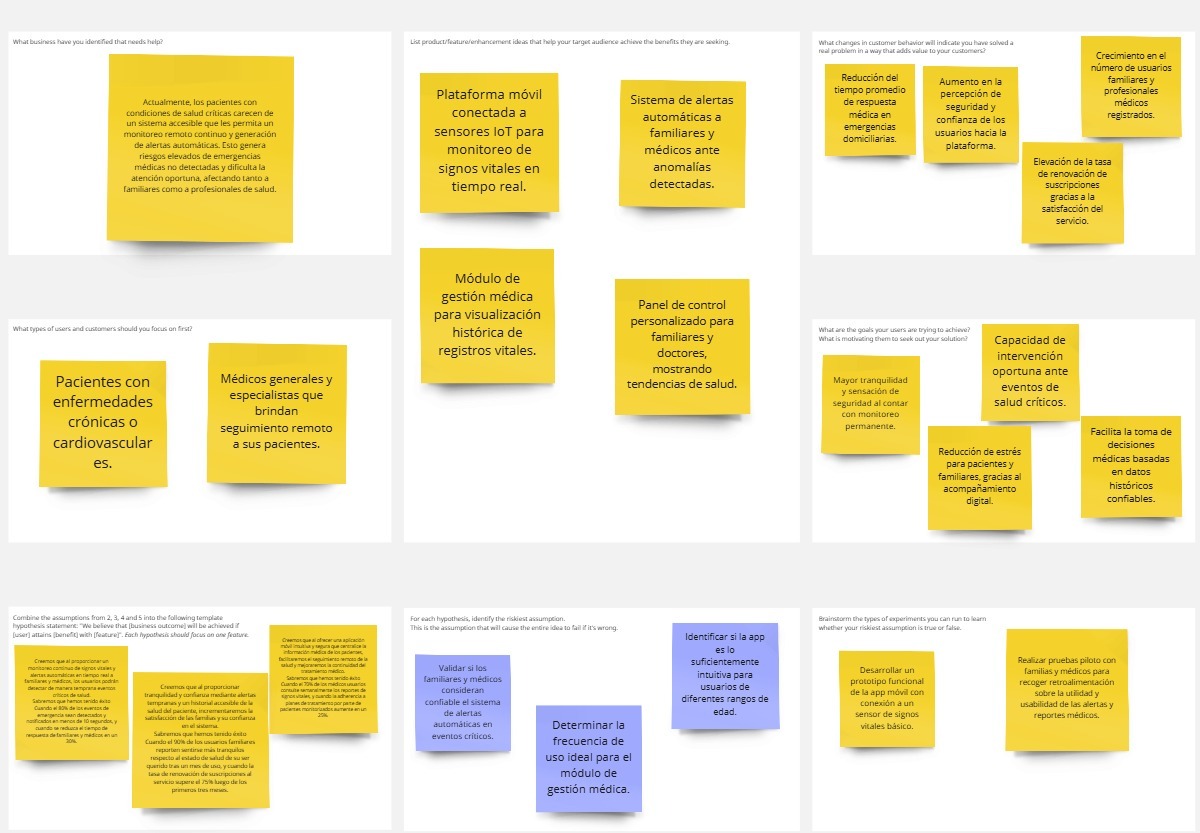 What business have you identified that needs help?
Actualmente, los pacientes con
condiciones de salud críticas carecen de
un sistema accesible que les permita un
monitoreo remoto continuo y generación
de alertas automáticas. Esto genera
riesgos elevados de emergencias
médicas no detectadas y dificulta la
atención oportuna, afectando tanto a
familiares como a profesionales de salud.
List product/feature/enhancement ideas that help your target audience achieve the benefits they are seeking.
Plataforma móvil
conectada a
sensores IoT para
monitoreo de
signos vitales en
tiempo real.
Sistema de alertas
automáticas a
familiares y
médicos ante
anomalías
detectadas.
Módulo de
gestión médica
para visualización
histórica de
registros vitales.
Panel de control
personalizado para
familiares y
doctores,
mostrando
tendencias de salud.
What changes in customer behavior will indicate you have solved a
real problem in a way that adds value to your customers?
Reducción del
tiempo promedio
de respuesta
médica en
emergencias
domiciliarias.
Aumento en la
percepción de
seguridad y
confianza de los
usuarios hacia la
plataforma.
Crecimiento en el
número de usuarios
familiares y
profesionales
médicos
registrados.
Elevación de la tasa
de renovación de
suscripciones
gracias a la
satisfacción del
servicio.
What types of users and customers should you focus on first?
Pacientes con
enfermedades
crónicas o
cardiovascular
es.
Médicos generales y
especialistas que
brindan
seguimiento remoto
a sus pacientes.
What are the goals your users are trying to achieve?
What is motivating them to seek out your solution?
Mayor tranquilidad
y sensación de
seguridad al contar
con monitoreo
permanente.
Capacidad de
intervención
oportuna ante
eventos de
salud críticos.
Reducción de estrés
para pacientes y
familiares, gracias al
acompañamiento
digital.
Facilita la toma de
decisiones
médicas basadas
en datos
históricos
confiables.
Combine the assumptions from 2, 3, 4 and 5 into the following template
hypothesis statement: "We believe that [business outcome] will be achieved if
[user] attains [benefit] with [feature]". Each hypothesis should focus on one feature.
Creemos que al proporcionar un
monitoreo continuo de signos vitales y
alertas automáticas en tiempo real a
familiares y médicos, los usuarios podrán
detectar de manera temprana eventos
críticos de salud.
Sabremos que hemos tenido éxito
Cuando el 80% de los eventos de
emergencia sean detectados y
notificados en menos de 10 segundos, y
cuando se reduzca el tiempo de
respuesta de familiares y médicos en un
30%.
Creemos que al proporcionar
tranquilidad y confianza mediante alertas
tempranas y un historial accesible de la
salud del paciente, incrementaremos la
satisfacción de las familias y su confianza
en el sistema.
Sabremos que hemos tenido éxito
Cuando el 90% de los usuarios familiares
reporten sentirse más tranquilos
respecto al estado de salud de su ser
querido tras un mes de uso, y cuando la
tasa de renovación de suscripciones al
servicio supere el 75% luego de los
primeros tres meses.
Creemos que al ofrecer una aplicación
móvil intuitiva y segura que centralice la
información médica de los pacientes,
facilitaremos el seguimiento remoto de la
salud y mejoraremos la continuidad del
tratamiento médico.
Sabremos que hemos tenido éxito
Cuando el 70% de los médicos usuarios
consulte semanalmente los reportes de
signos vitales, y cuando la adherencia a
planes de tratamiento por parte de
pacientes monitorizados aumente en un
25%.
For each hypothesis, identify the riskiest assumption.
This is the assumption that will cause the entire idea to fail if it's wrong.
Validar si los
familiares y médicos
consideran
confiable el sistema
de alertas
automáticas en
eventos críticos.
Determinar la
frecuencia de
uso ideal para el
módulo de
gestión médica.
Identificar si la app
es lo
suficientemente
intuitiva para
usuarios de
diferentes rangos de
edad.
Brainstorm the types of experiments you can run to learn
whether your riskiest assumption is true or false.
Desarrollar un
prototipo funcional
de la app móvil con
conexión a un
sensor de signos
vitales básico.
Realizar pruebas piloto con
familias y médicos para
recoger retroalimentación
sobre la utilidad y
usabilidad de las alertas y
reportes médicos.